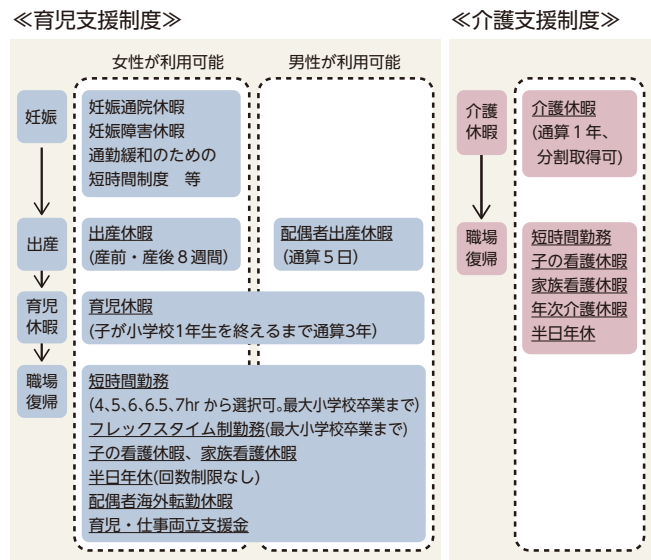 ≪育児支援制度≫
女性が利用可能
男性が利用可能
妊娠
妊娠通院休暇
妊娠障害休暇
通勤緩和のための
短時間制度　等
出産
出産休暇
(産前・産後８週間)
配偶者出産休暇
(通算５日)
育児
休暇
育児休暇
(子が小学校1年生を終えるまで通算3年)
職場
復帰
短時間勤務
(4、5、6、6.5、7hr から選択可。最大小学校卒業まで)
フレックスタイム制勤務(最大小学校卒業まで)
子の看護休暇、家族看護休暇
半日年休(回数制限なし)
配偶者海外転勤休暇
育児・仕事両立支援金
≪介護支援制度≫
介護
休暇
介護休暇
(通算１年、
分割取得可)
職場
復帰
短時間勤務
子の看護休暇
家族看護休暇
年次介護休暇
半日年休